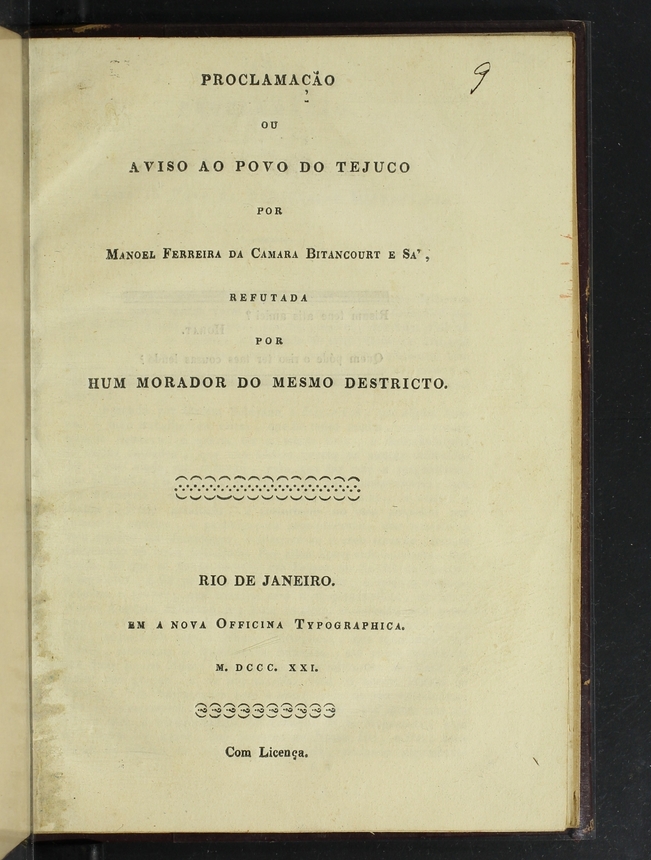 9
PROCLAMAÇÃO
OU
AVISO AO POVO DO TEJUCO
POR
MANOEL FERREIRA DA CAMARA BITANCOURT E SA',
REFUTADA
POR
HUM MORADOR DO MESMO DESTRICTO.
RIO DE JANEIRO.
EM A NOVA OFFICINA TYPOGRAPHICA.
M. DCCC. XXI.
Com Licença.